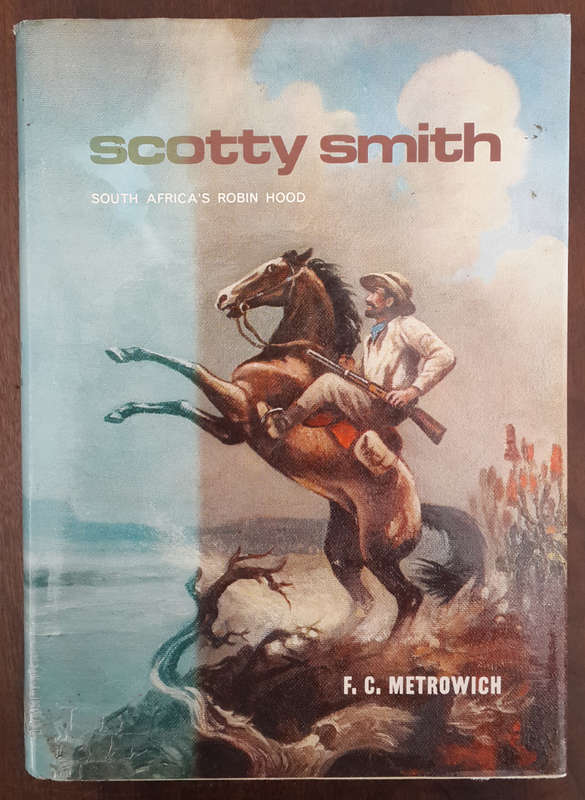 scotty smith
SOUTH AFRICA'S ROBIN HOOD
F. C. METROWICH